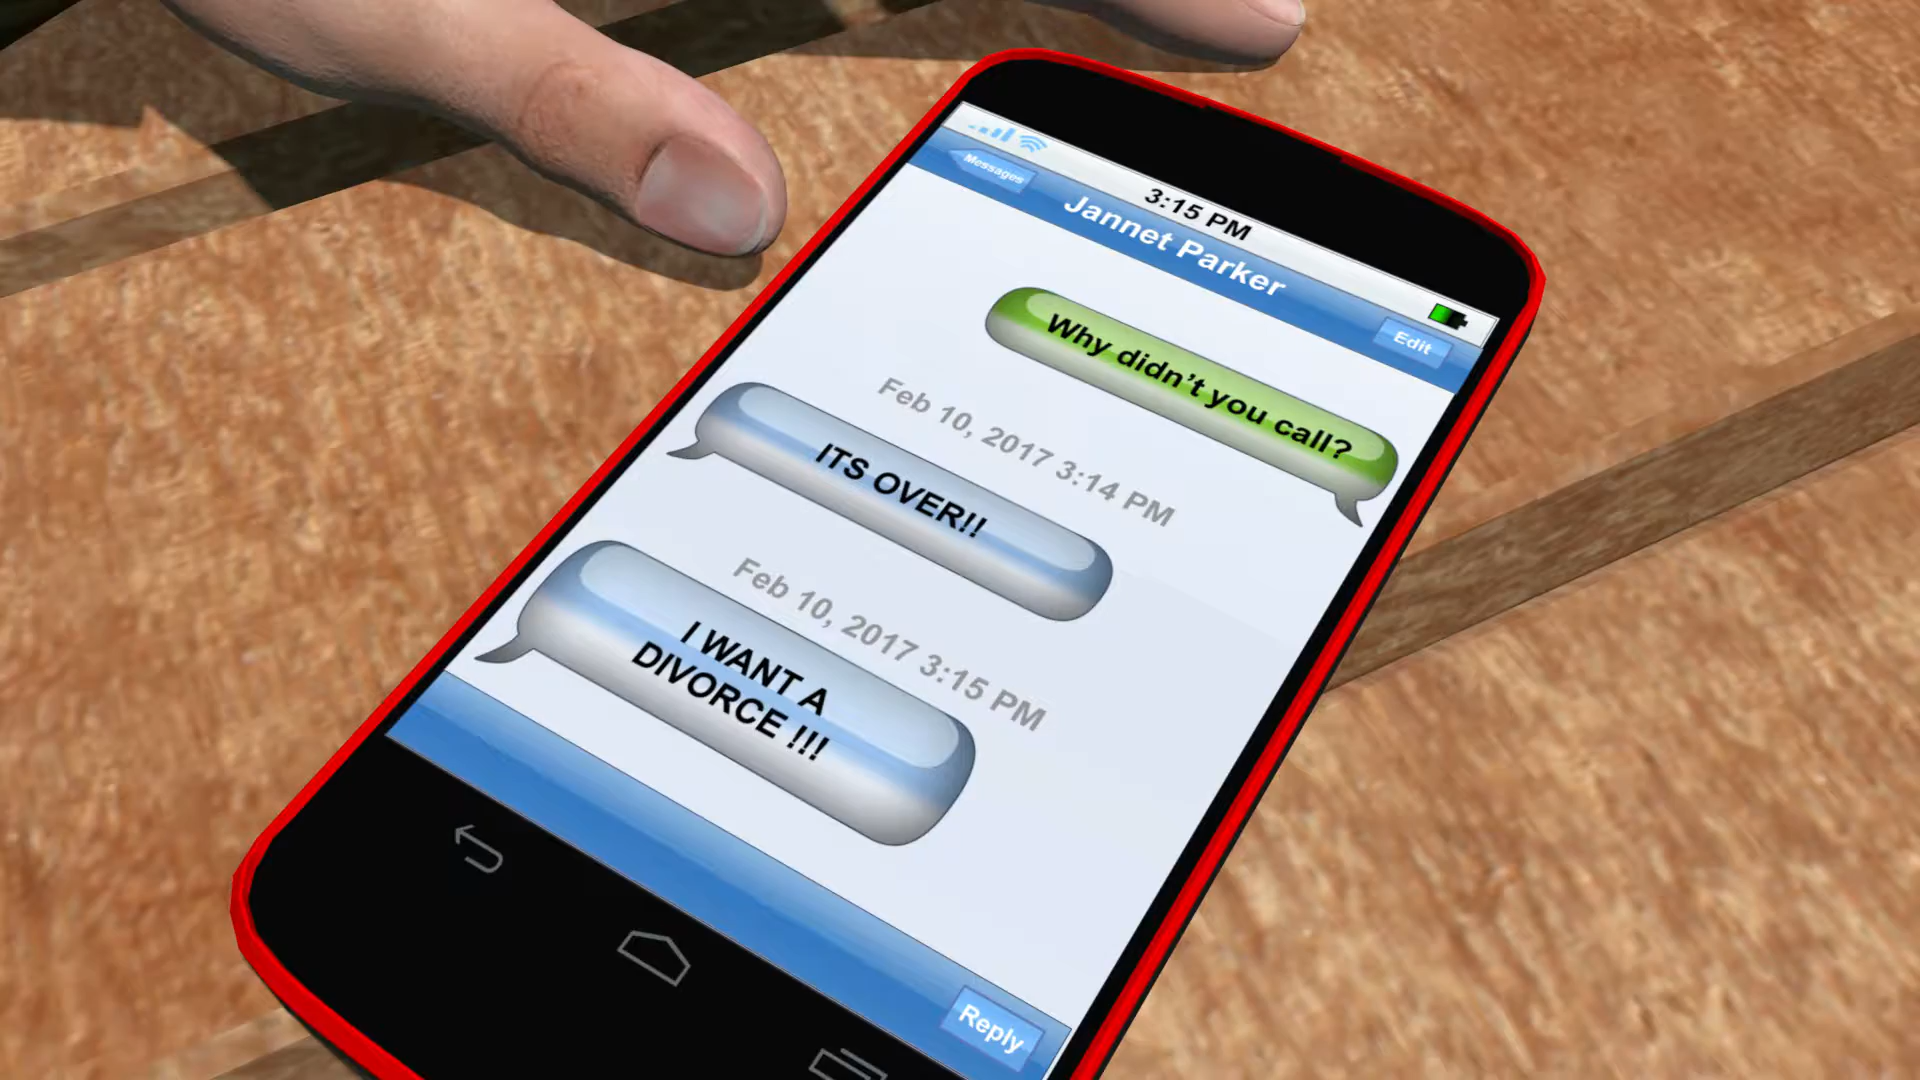 3:15 PM
Messages
Jannet Parker
Edit
Why didn't you call?
Feb 10, 2017 3:14 PM
ITS OVER!!
Feb 10, 2017 3:15 PM
I WANT A
DIVORCE !!!
Reply